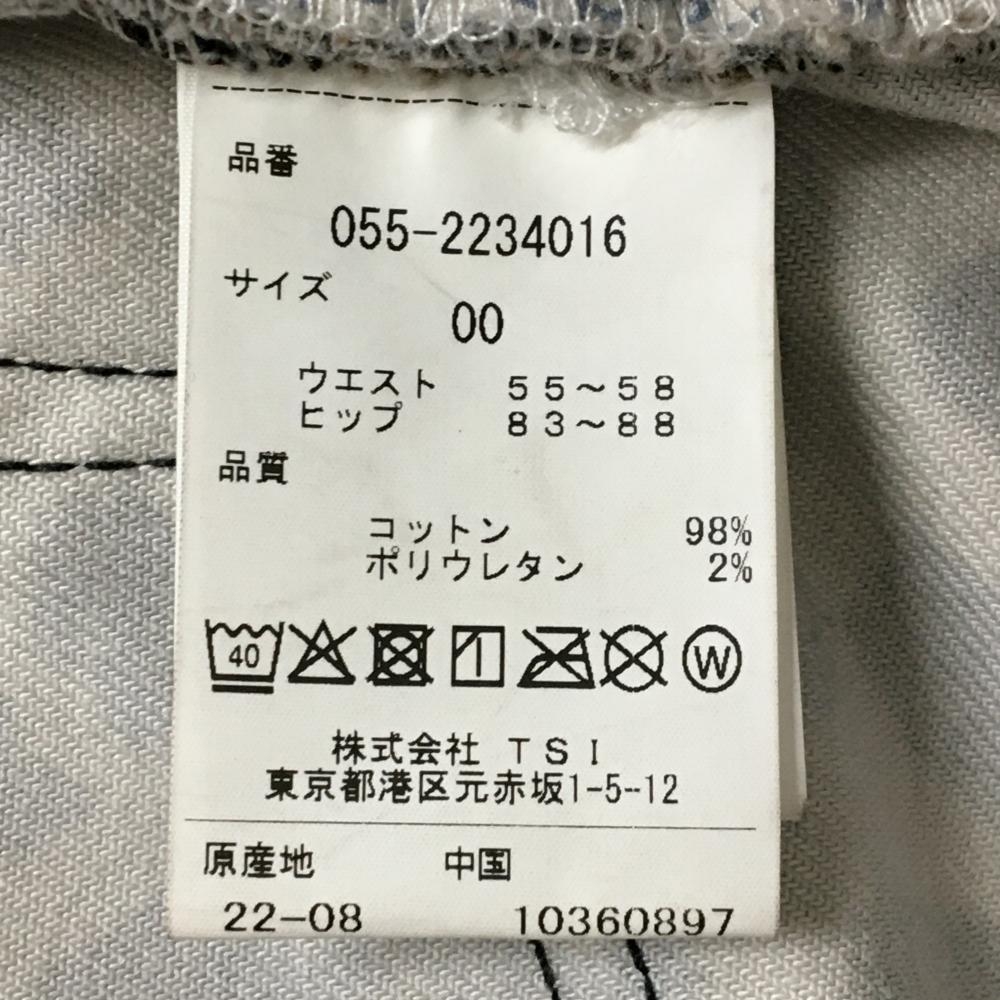 品番
055-2234016
サイズ
00
ウエスト 55～58
ヒップ 83～88
品質
コットン 98%
ポリウレタン 2%
40 W
株式会社 TSI
東京都港区元赤坂1-5-12
原産地 中国
22-08 10360897